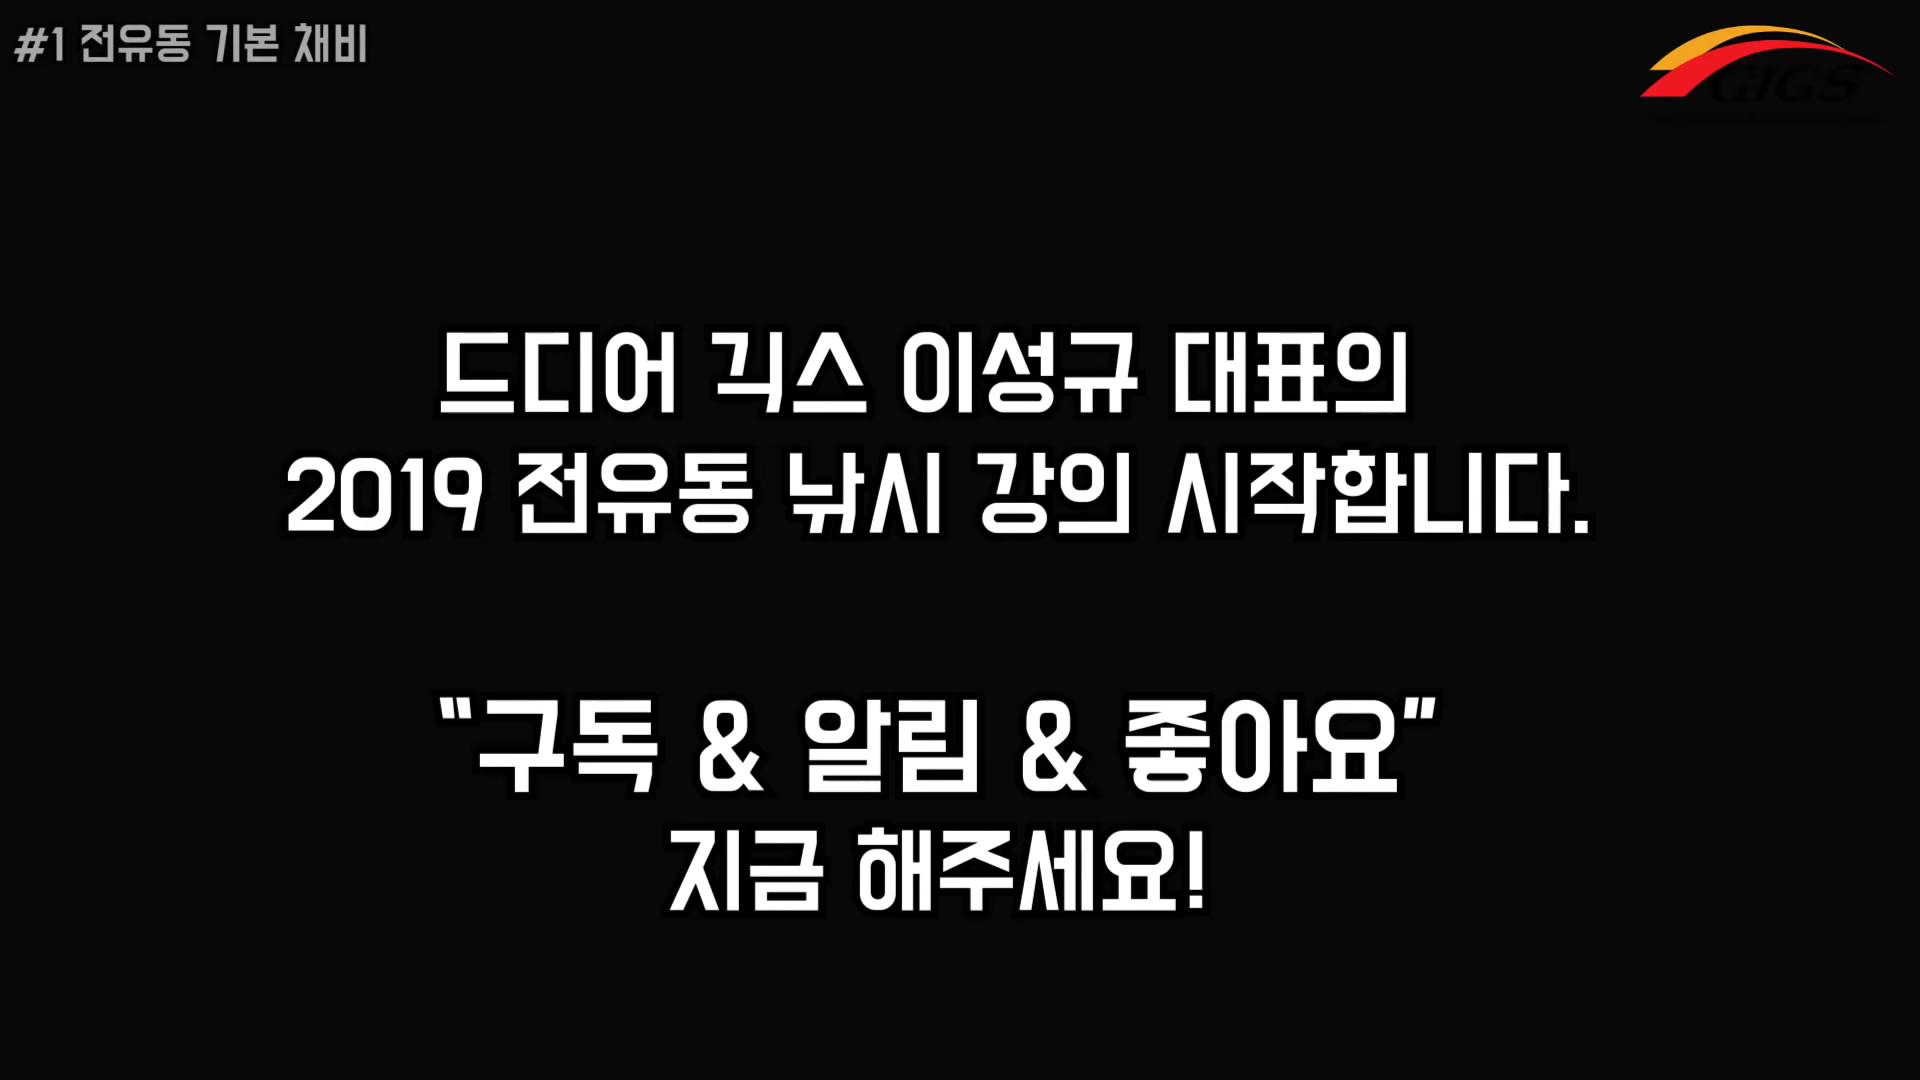 #1 전유동 기본 채비
GIGS
드디어 긱스 이성규 대표의
2019 전유동 낚시 강의 시작합니다.
"구독 & 알림 & 좋아요"
지금 해주세요!